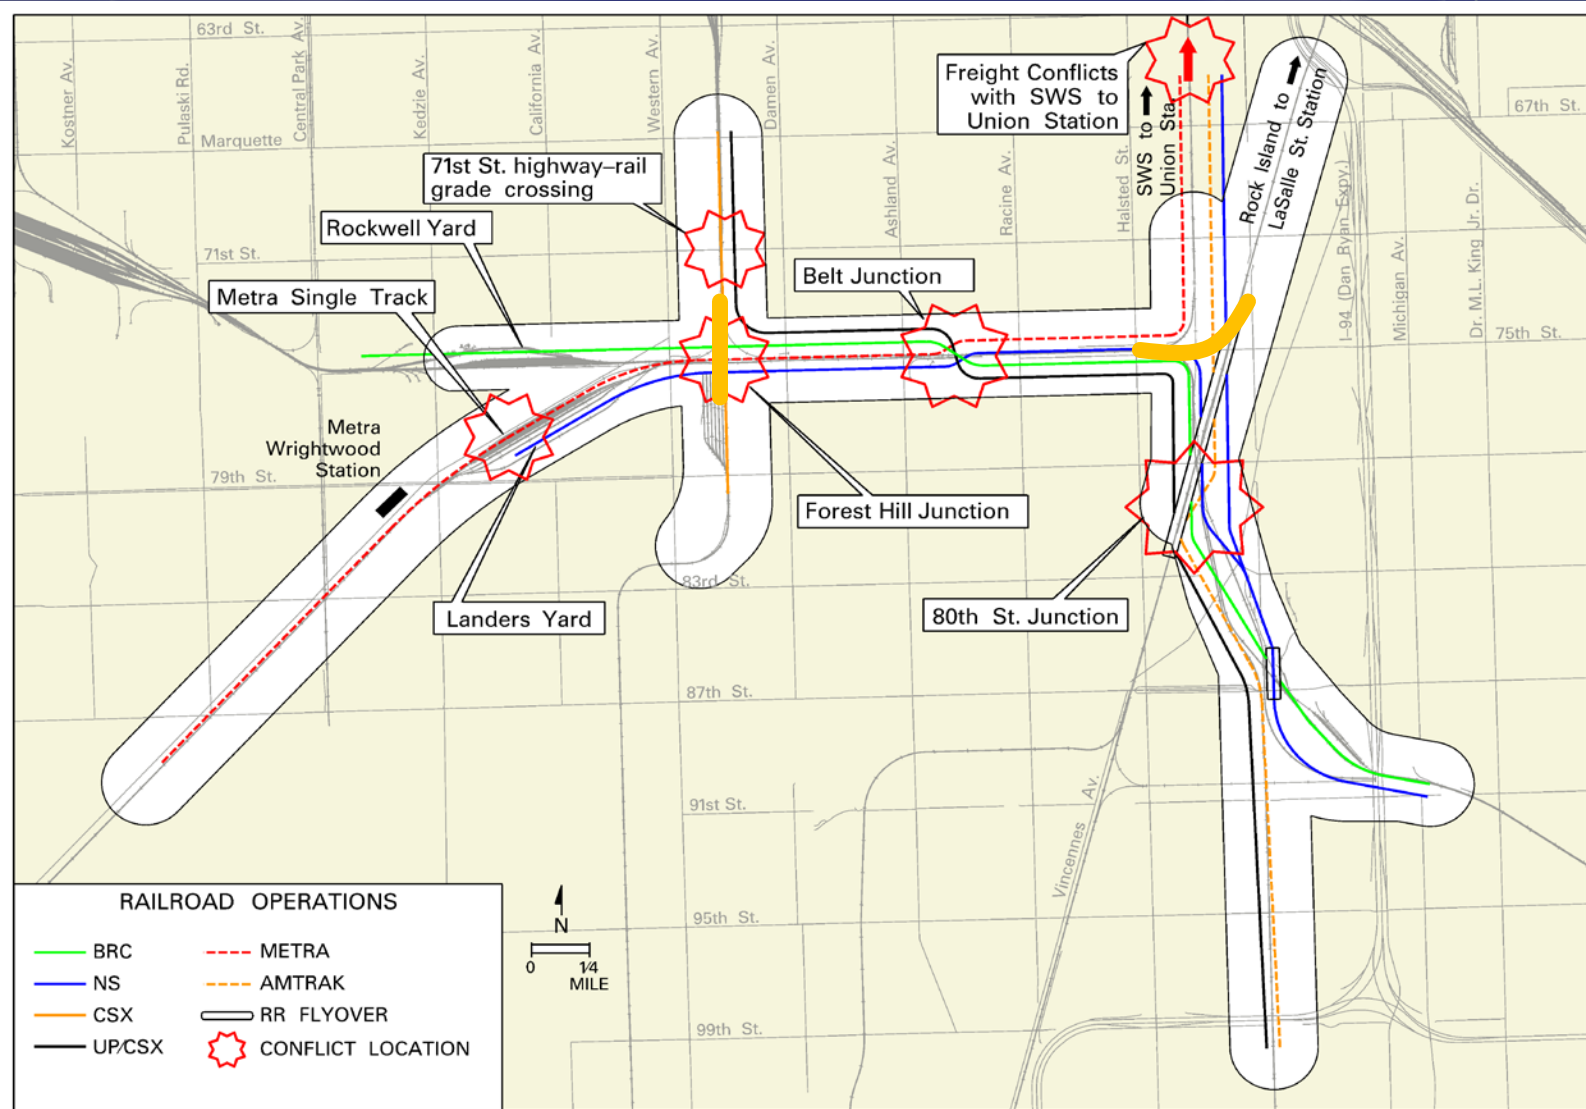 63rd St.
Kostner Av.
Pulaski Rd.
Central Park Av.
Kedzie Av.
California Av.
Western Av.
Damen Av.
Marquette
67th St.
Freight Conflicts
with SWS to
Union Station
SWS to
Union Sta.
Rock Island to
LaSalle St. Station
71st St. highway–rail
grade crossing
Ashland Av.
Racine Av.
Halsted St.
I-94 (Dan Ryan Expy.)
Michigan Av.
Dr. M.L. King Jr. Dr.
Rockwell Yard
71st St.
Belt Junction
Metra Single Track
75th St.
Metra
Wrightwood
Station
79th St.
Forest Hill Junction
83rd St.
Landers Yard
80th St. Junction
87th St.
91st St.
Vincennes Av.
95th St.
99th St.
N
0 1/4
MILE
RAILROAD OPERATIONS
BRC
METRA
NS
AMTRAK
CSX
RR FLYOVER
UP/CSX
CONFLICT LOCATION